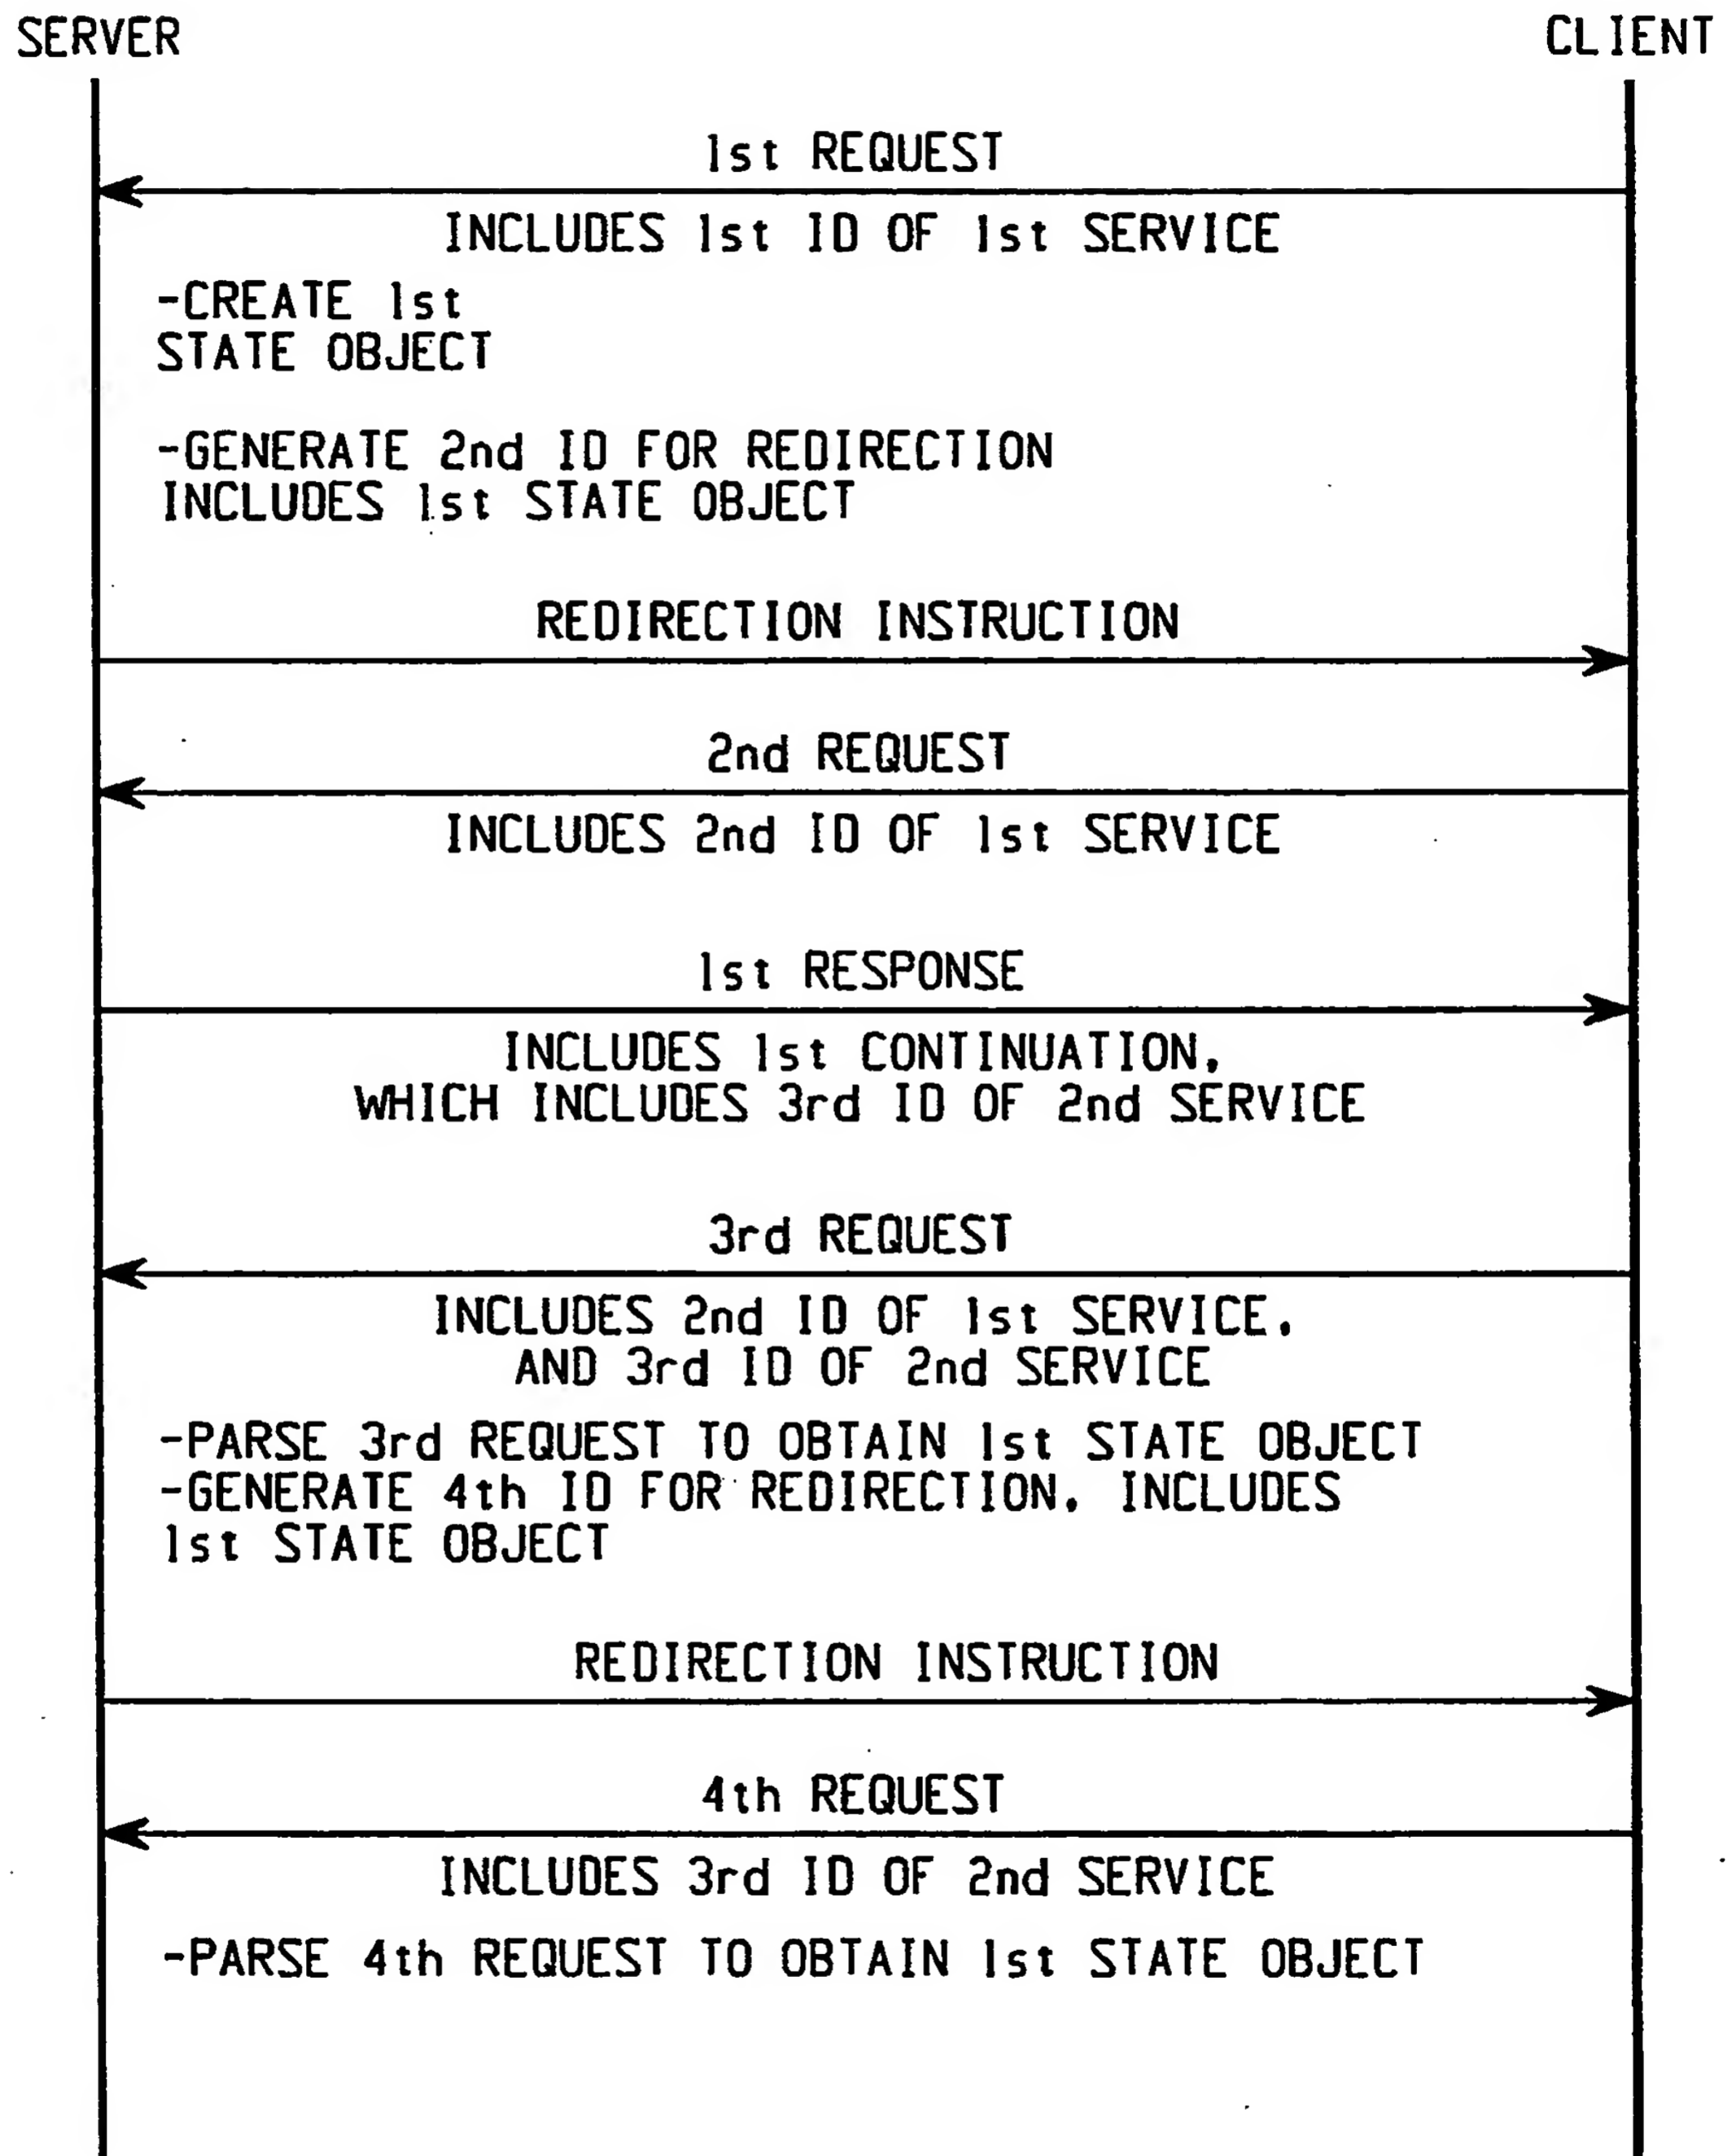 SERVER CLIENT
1st REQUEST
INCLUDES 1st ID OF 1st SERVICE
-CREATE 1st
STATE OBJECT
-GENERATE 2nd ID FOR REDIRECTION
INCLUDES 1st STATE OBJECT
REDIRECTION INSTRUCTION
2nd REQUEST
INCLUDES 2nd ID OF 1st SERVICE
1st RESPONSE
INCLUDES 1st CONTINUATION,
WHICH INCLUDES 3rd ID OF 2nd SERVICE
3rd REQUEST
INCLUDES 2nd ID OF 1st SERVICE,
AND 3rd ID OF 2nd SERVICE
-PARSE 3rd REQUEST TO OBTAIN 1st STATE OBJECT
-GENERATE 4th ID FOR REDIRECTION, INCLUDES
1st STATE OBJECT
REDIRECTION INSTRUCTION
4th REQUEST
INCLUDES 3rd ID OF 2nd SERVICE
-PARSE 4th REQUEST TO OBTAIN 1st STATE OBJECT